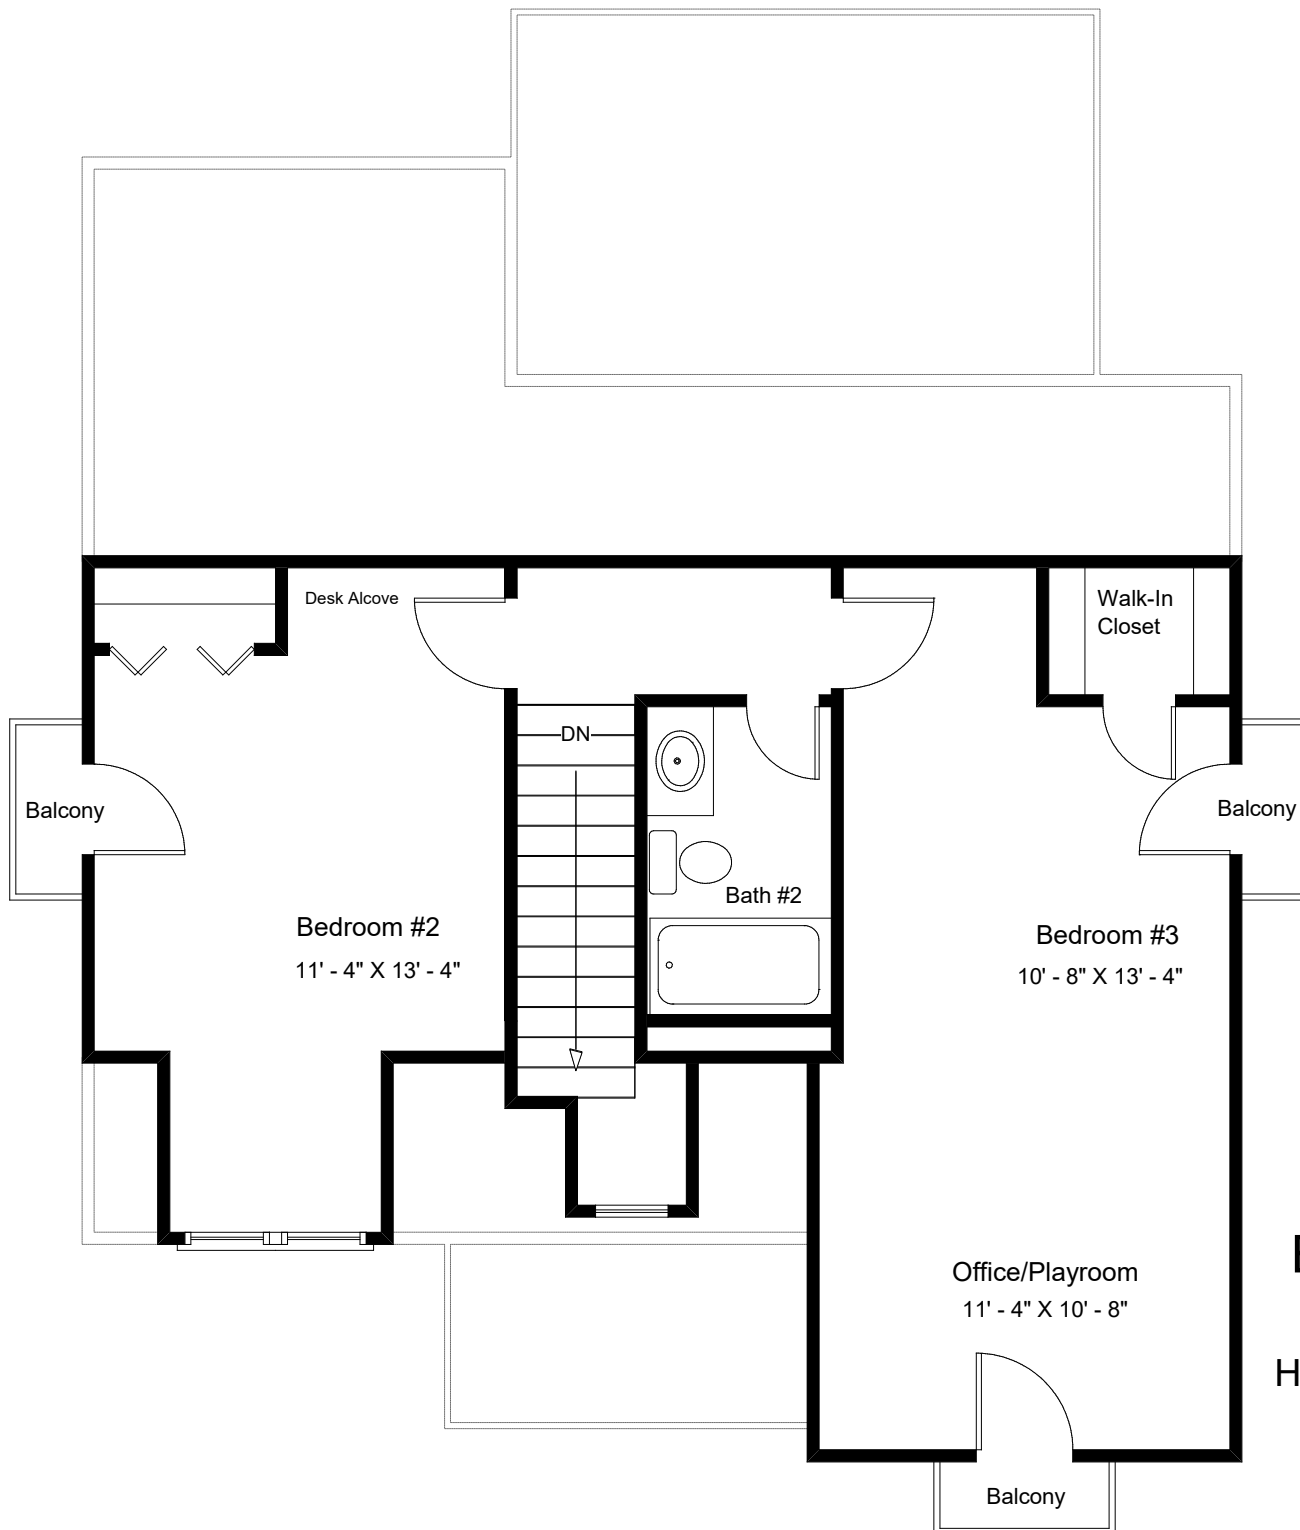 Desk Alcove
Walk-In
Closet
DN
Balcony
Balcony
Bath #2
Bedroom #2
11' - 4" X 13' - 4"
Bedroom #3
10' - 8" X 13' - 4"
Office/Playroom
11' - 4" X 10' - 8"
H
Balcony